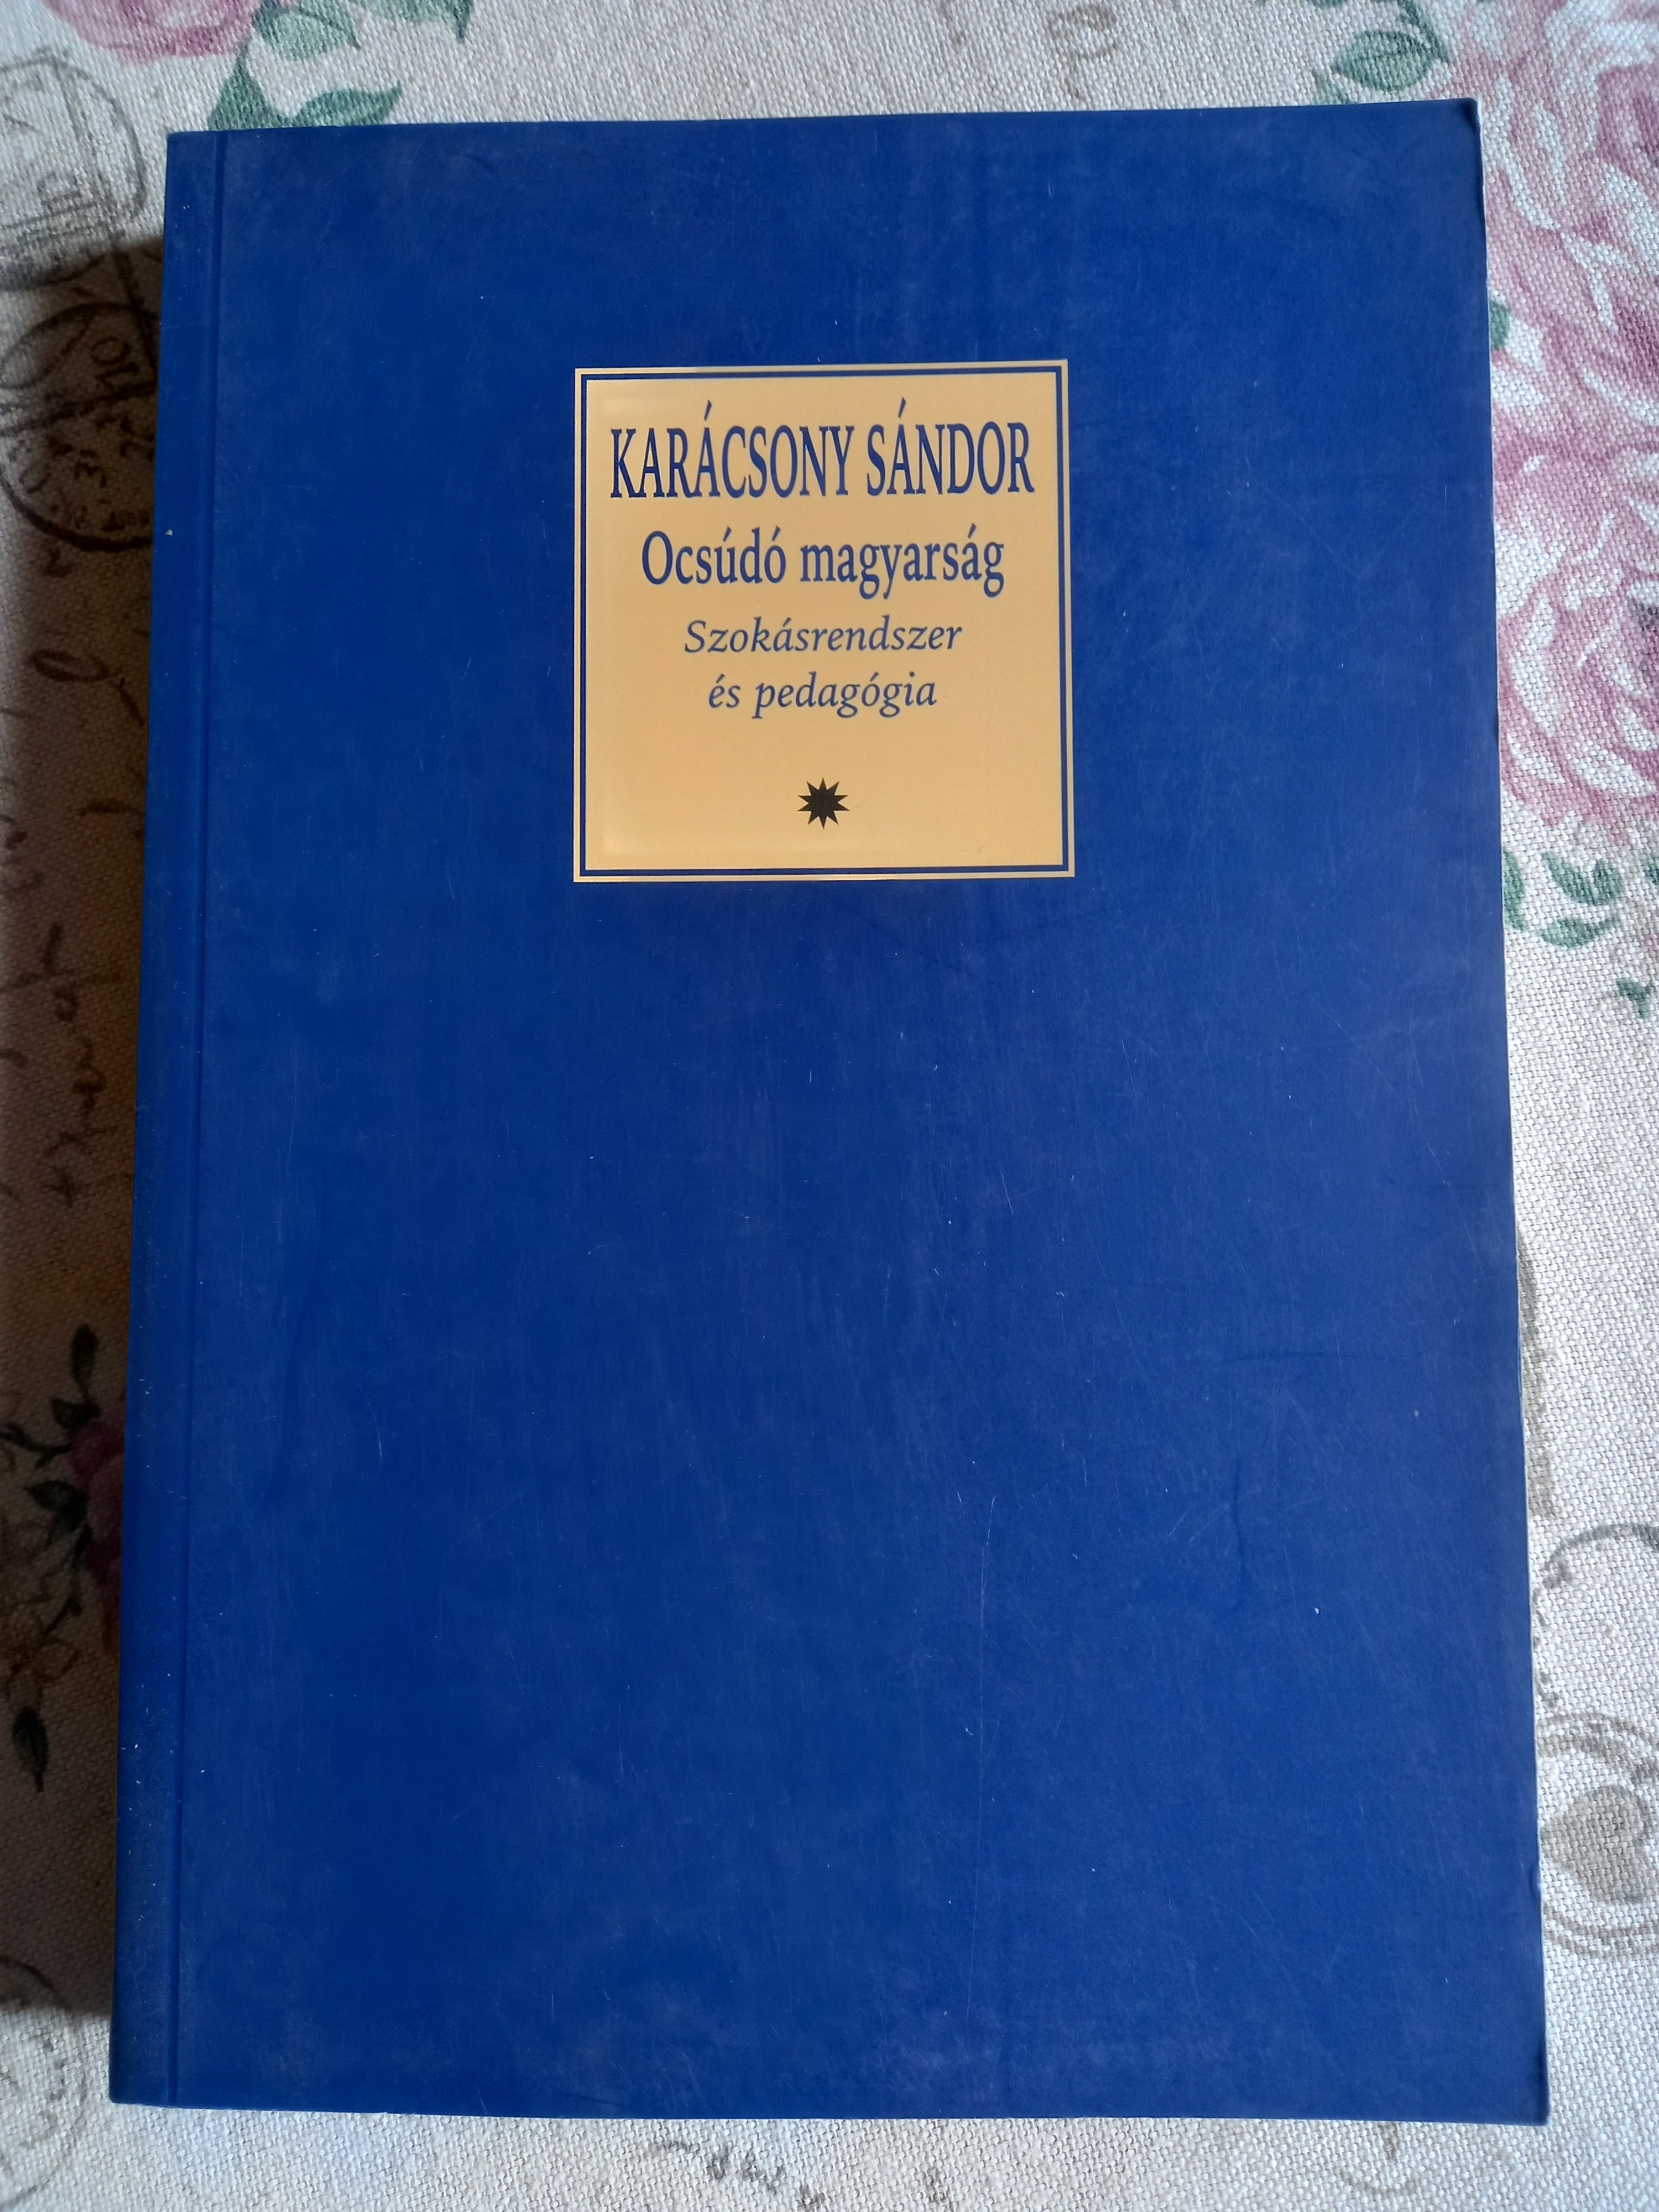 KARÁCSONY SÁNDOR
Ocsúdó magyarság
Szokásrendszer
és pedagógia